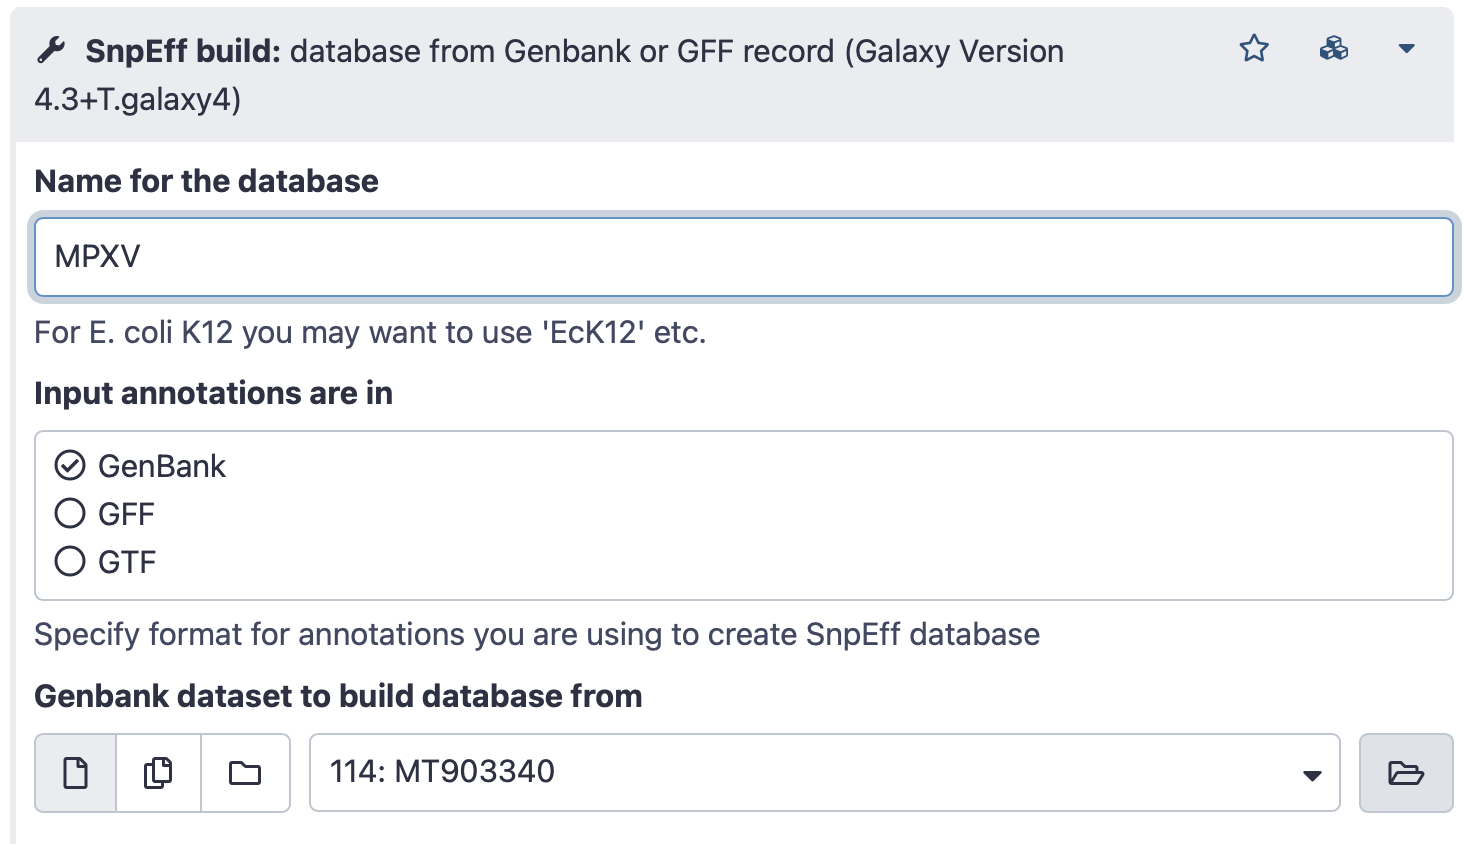 SnpEff build: database from Genbank or GFF record (Galaxy Version
4.3+T.galaxy4)
Name for the database
MPXV
For E. coli K12 you may want to use 'EcK12' etc.
Input annotations are in
GenBank
GFF
GTF
Specify format for annotations you are using to create SnpEff database
Genbank dataset to build database from
114: MT903340